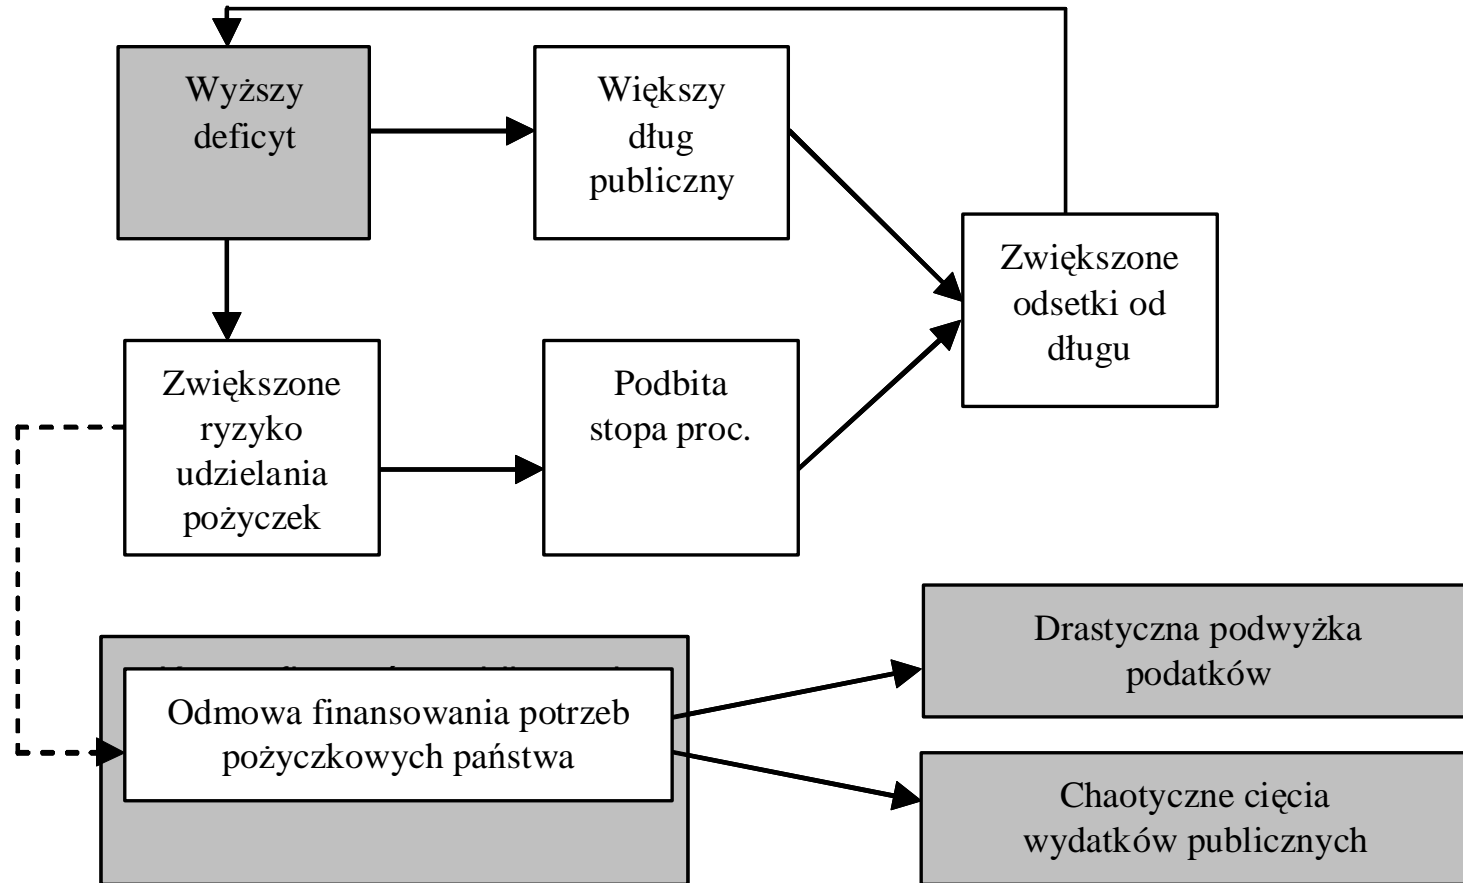 Wyższy
deficyt
Większy
dług
publiczny
Zwiększone
odsetki od
długu
Zwiększone
ryzyko
udzielania
pożyczek
Podbita
stopa proc.
Odmowa finansowania potrzeb
pożyczkowych państwa
Drastyczna podwyżka
podatków
Chaotyczne cięcia
wydatków publicznych